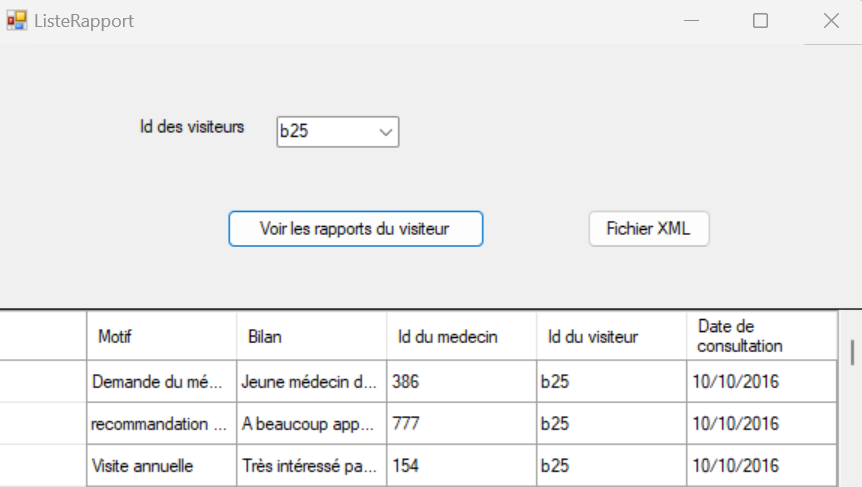 ListeRapport
Id des visiteurs b25
Voir les rapports du visiteur Fichier XML
Motif Bilan Id du medecin Id du visiteur Date de
consultation
Demande du mé... Jeune médecin d... 386 b25 10/10/2016
recommandation ... A beaucoup app... 777 b25 10/10/2016
Visite annuelle Très intéressé pa... 154 b25 10/10/2016